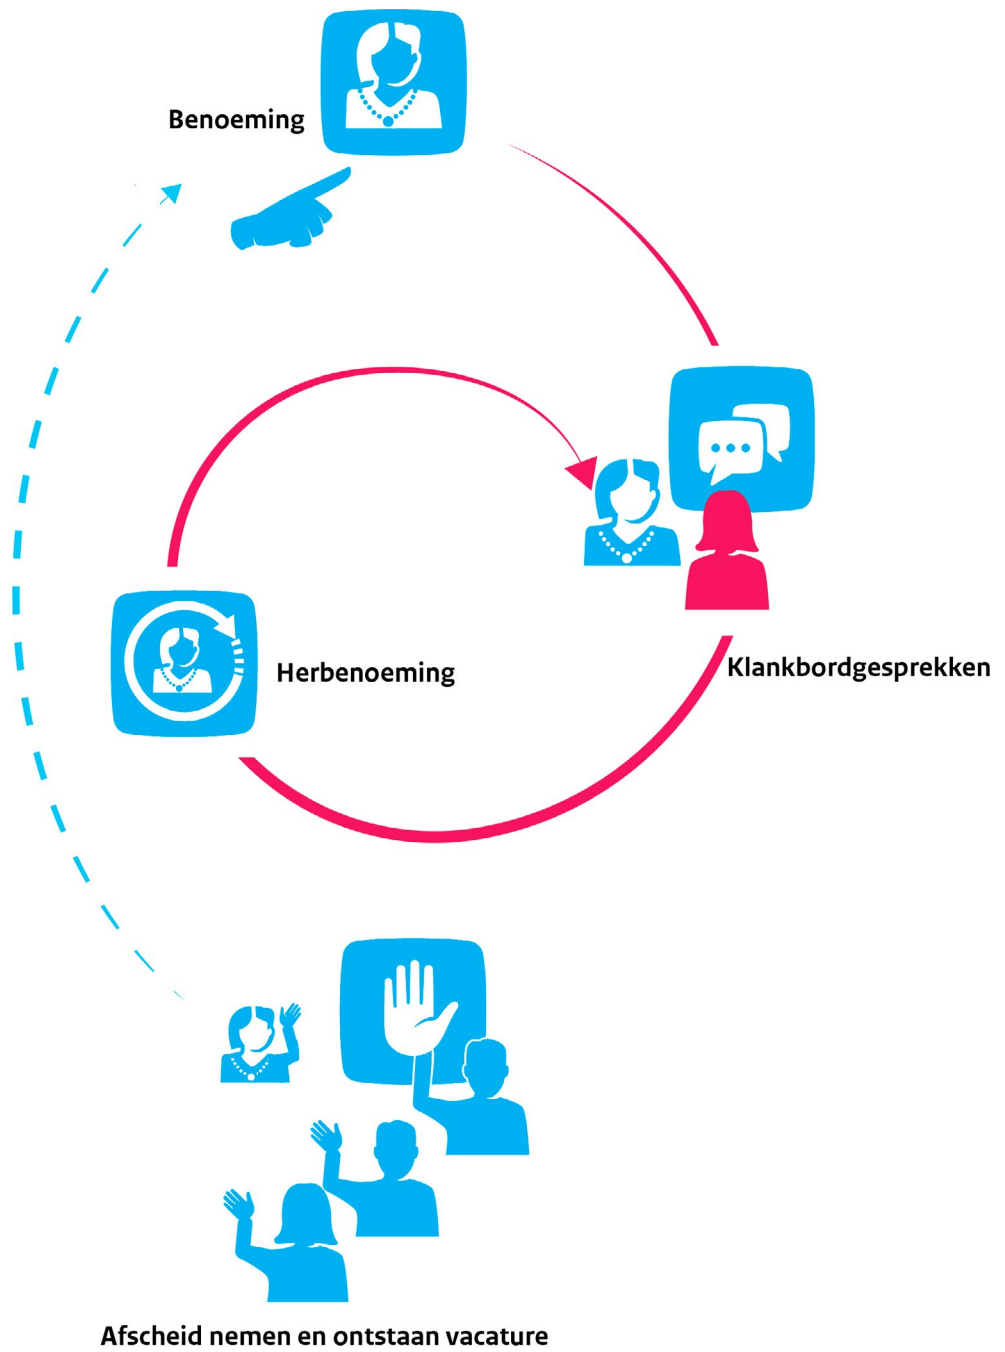 Benoeming
Herbenoeming
Klankbordgesprekken
Afscheid nemen en ontstaan vacature